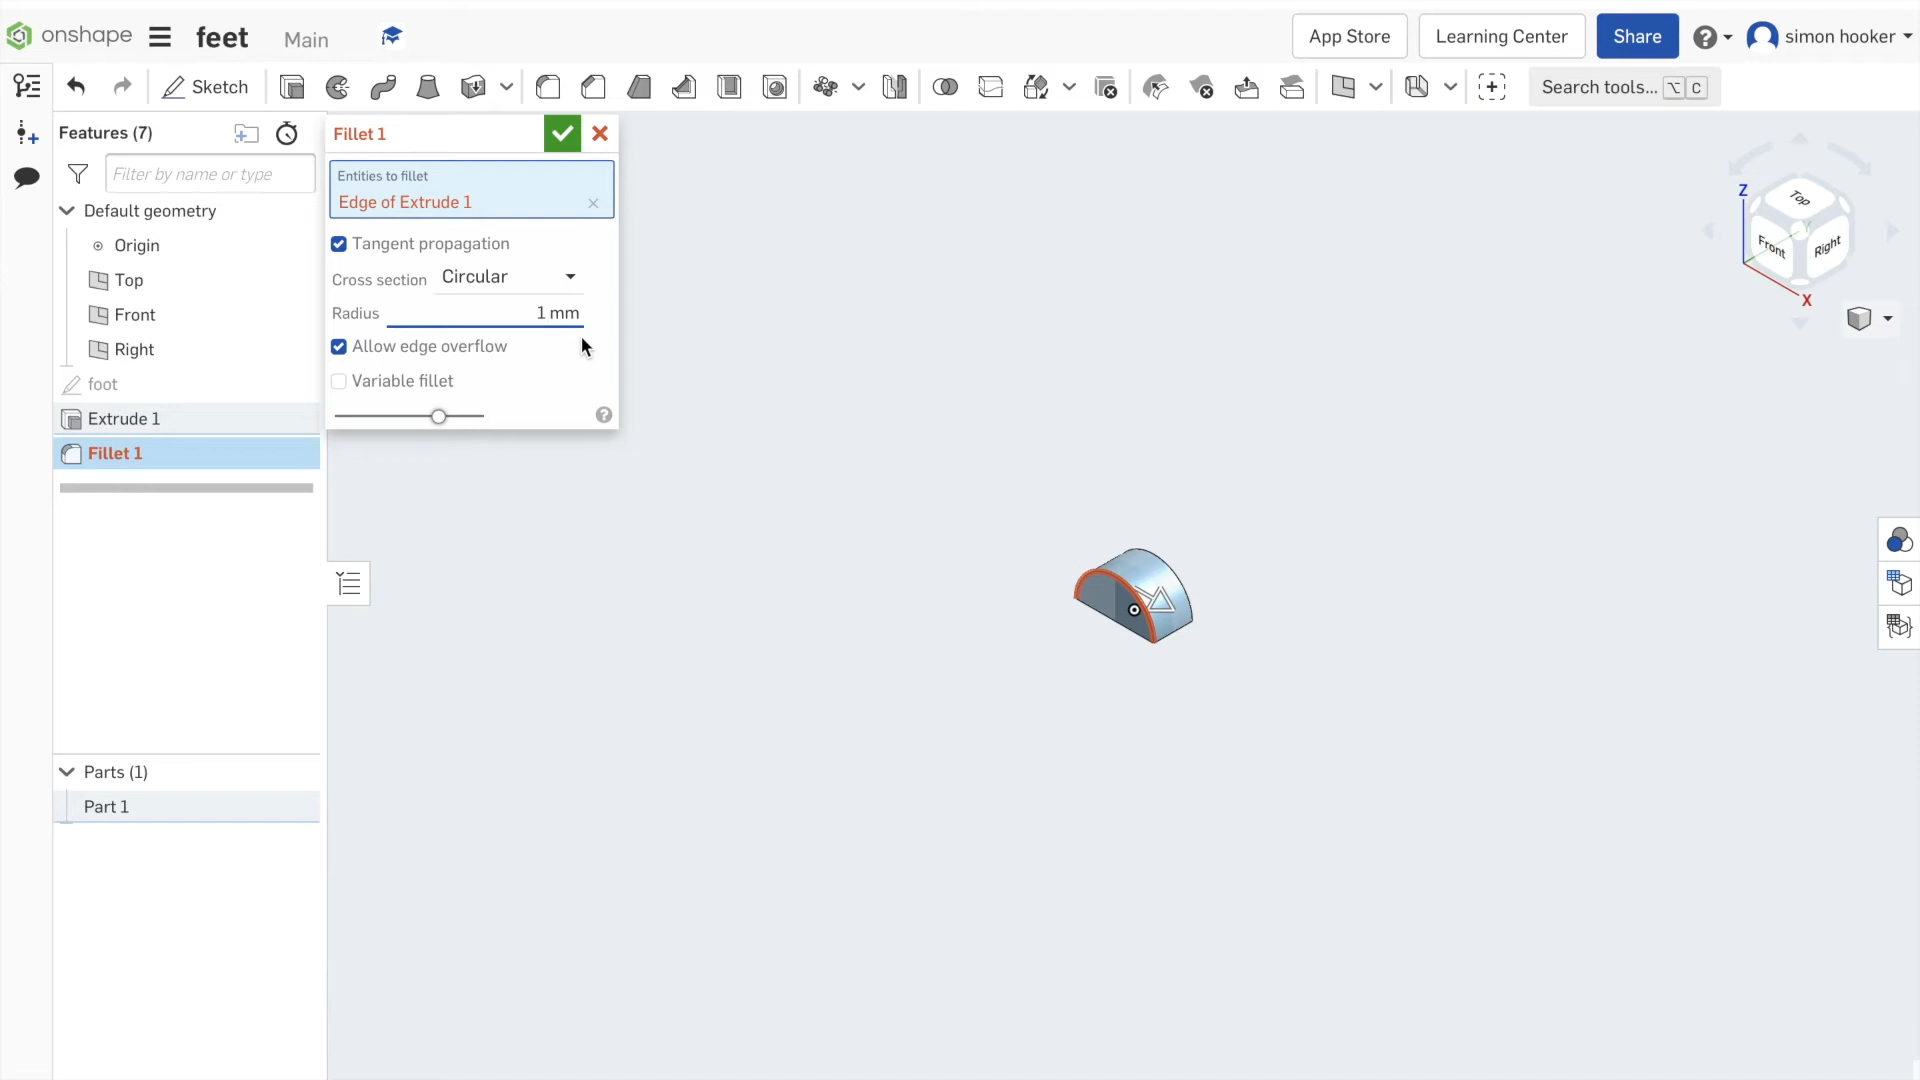 onshape feet Main App Store Learning Center Share simon hooker
Sketch Search tools... ⌥ C
Features (7)
Filter by name or type
Default geometry
Origin
Top
Front
Right
foot
Extrude 1
Fillet 1
Parts (1)
Part 1
Fillet 1
Entities to fillet
Edge of Extrude 1
Tangent propagation
Cross section Circular
Radius 1 mm
Allow edge overflow
Variable fillet
Z
Top
Y
Front
Right
X